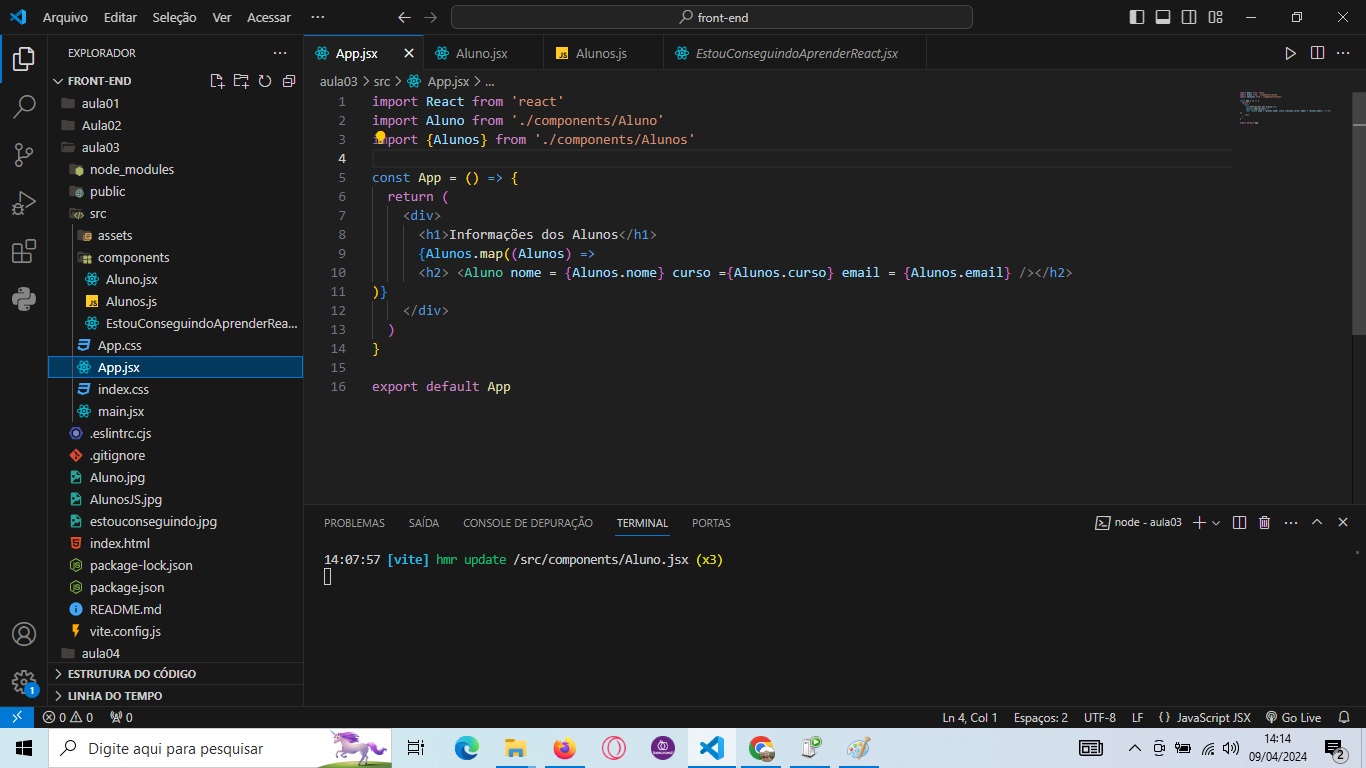 Arquivo Editar Seleção Ver Acessar ··· front-end
EXPLORADOR ···
FRONT-END
aula01
Aula02
aula03
node_modules
public
src
assets
components
Aluno.jsx
JS Alunos.js
EstouConseguindoAprenderRea...
App.css
App.jsx
index.css
main.jsx
.eslintrc.cjs
.gitignore
Aluno.jpg
AlunosJS.jpg
estouconseguindo.jpg
index.html
package-lock.json
package.json
README.md
vite.config.js
aula04
ESTRUTURA DO CÓDIGO
LINHA DO TEMPO
1
App.jsx Aluno.jsx JS Alunos.js EstouConseguindoAprenderReact.jsx ···
aula03 > src > App.jsx > ...
1 import React from 'react'
2 import Aluno from './components/Aluno'
3 import {Alunos} from './components/Alunos'
4
5 const App = () => {
6 return (
7 <div>
8 <h1>Informações dos Alunos</h1>
9 {Alunos.map((Alunos) =>
10 <h2> <Aluno nome = {Alunos.nome} curso ={Alunos.curso} email = {Alunos.email} /></h2>
11 )}
12 </div>
13 )
14 }
15
16 export default App
PROBLEMAS SAÍDA CONSOLE DE DEPURAÇÃO TERMINAL PORTAS node - aula03 ···
14:07:57 [vite] hmr update /src/components/Aluno.jsx (x3)
0 0 0 Ln 4, Col 1 Espaços: 2 UTF-8 LF {} JavaScript JSX Go Live
Digite aqui para pesquisar
14:14
09/04/2024
2